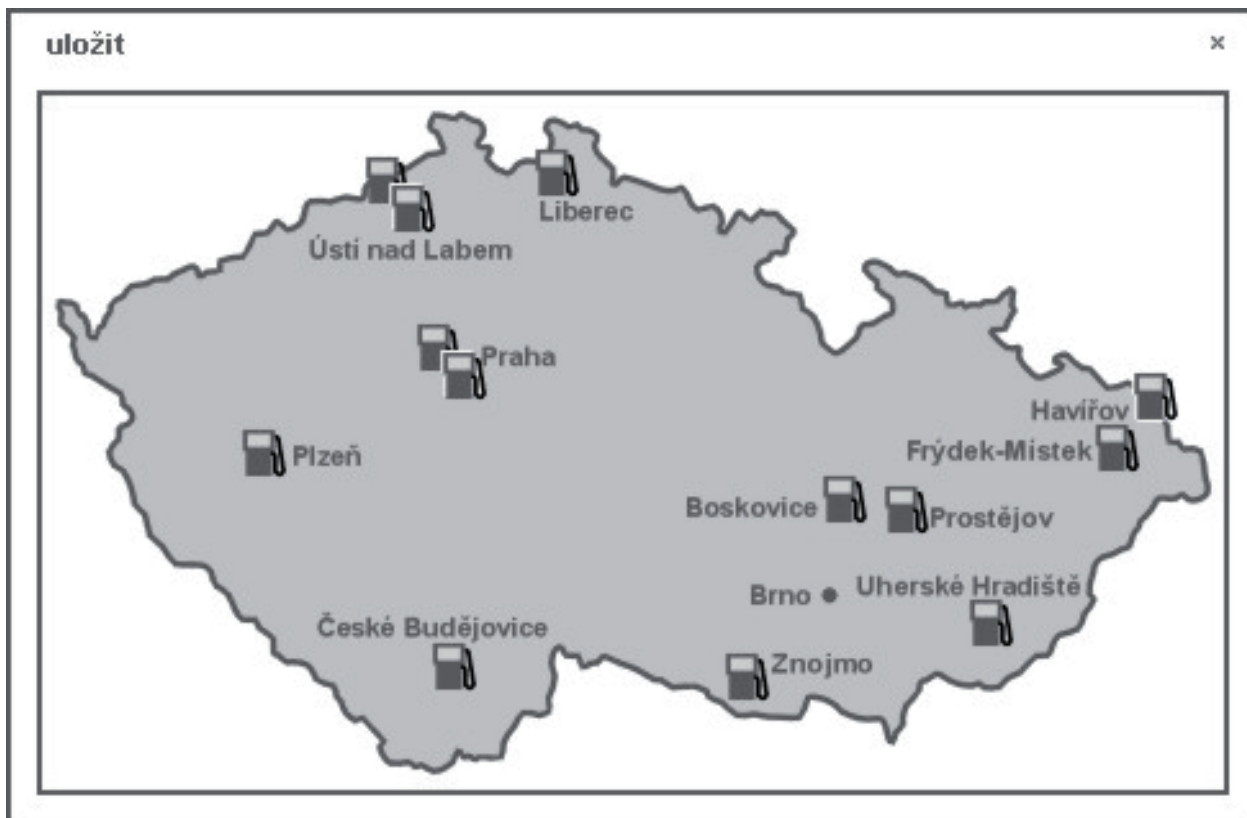 uložit
×
Liberec
Ústí nad Labem
Praha
Havířov
Plzeň
Frýdek-Mistek
Boskovice
Prostějov
Uherské Hradiště
Brno
České Budějovice
Znojmo